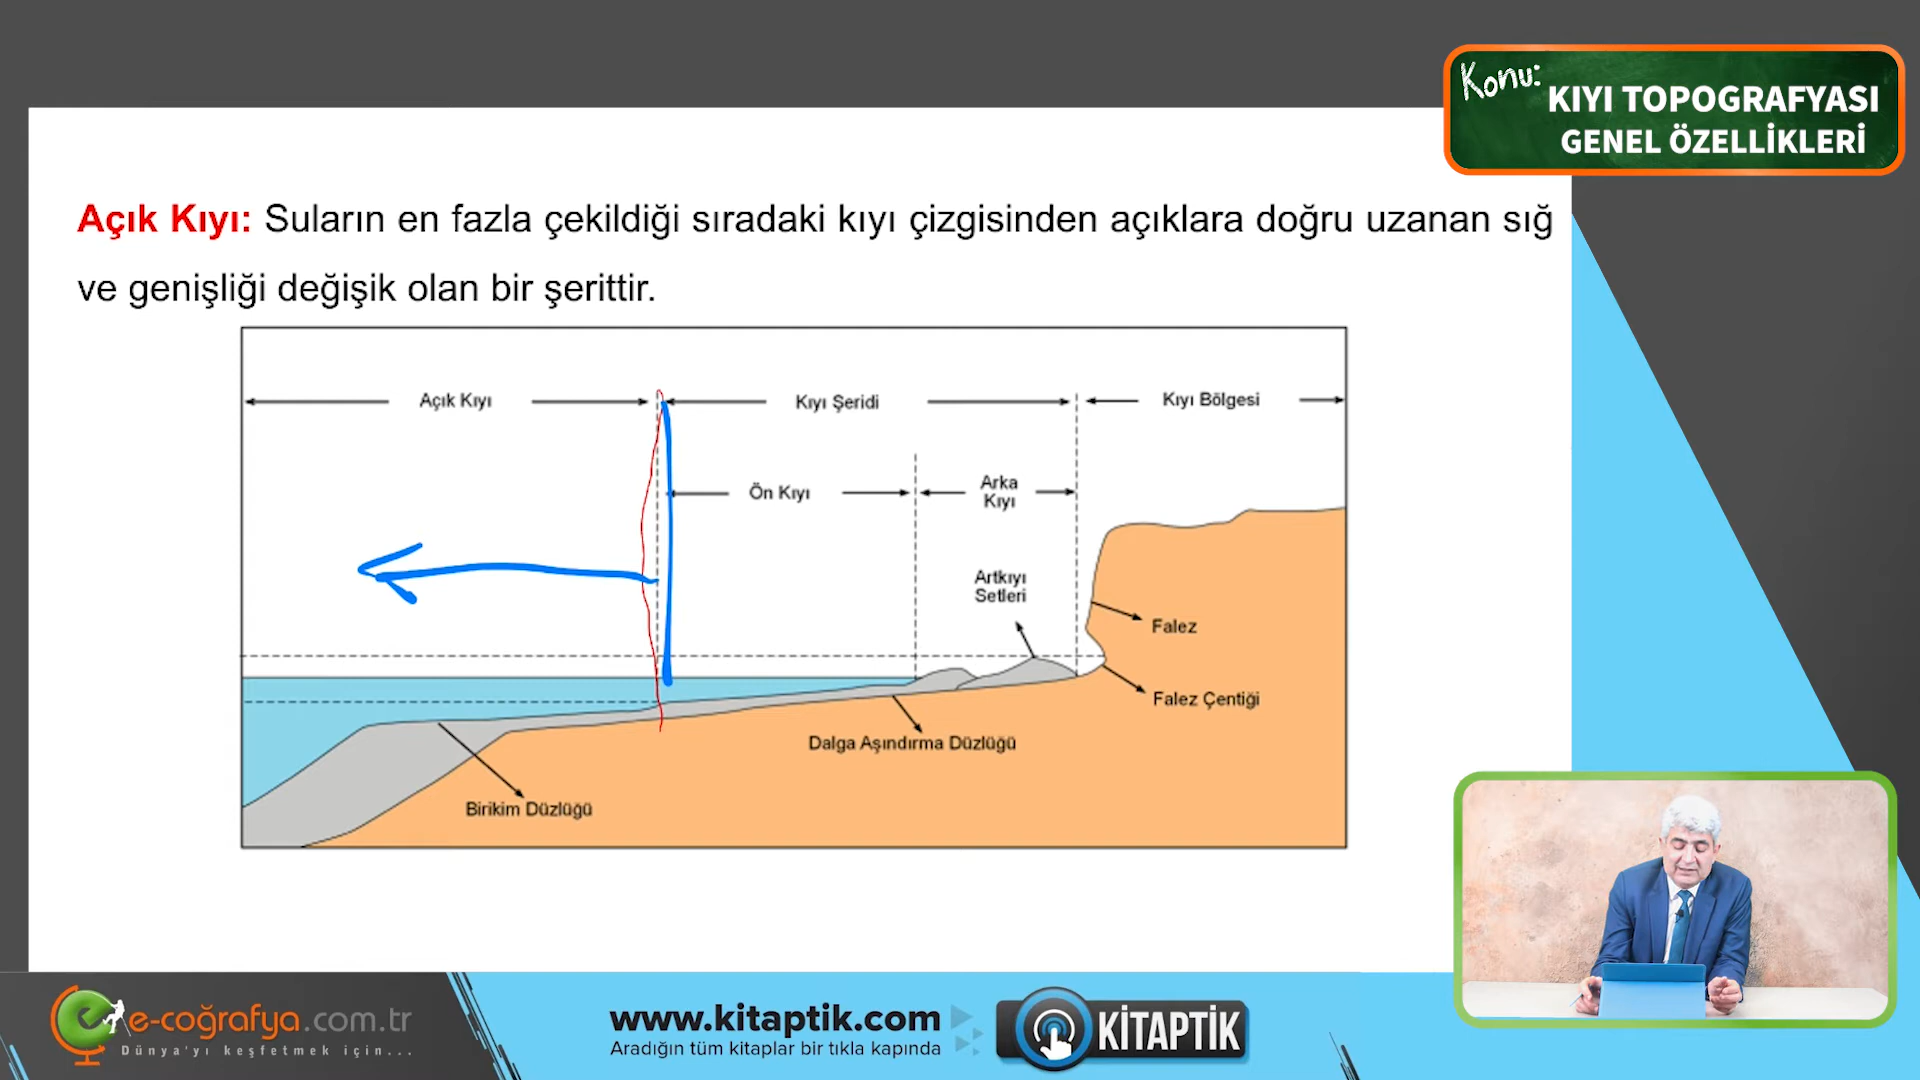 Konu:
KIYI TOPOGRAFYASI
GENEL ÖZELLİKLERİ
Açık Kıyı: Suların en fazla çekildiği sıradaki kıyı çizgisinden açıklara doğru uzanan sığ
ve genişliği değişik olan bir şerittir.
Açık Kıyı
Kıyı Şeridi
Kıyı Bölgesi
Ön Kıyı
Arka
Kıyı
Artkıyı
Setleri
Falez
Falez Çentiği
Dalga Aşındırma Düzlüğü
Birikim Düzlüğü
e-coğrafya.com.tr
Dünya'yı keşfetmek için...
www.kitaptik.com
Aradığın tüm kitaplar bir tıkla kapında
KİTAPTIK